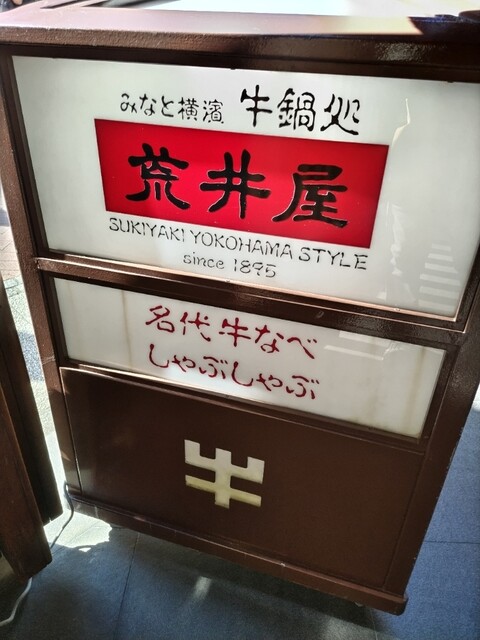 みなと横濱 牛鍋処
荒井屋
SUKIYAKI YOKOHAMA STYLE
since 1895
名代 牛なべ
しゃぶしゃぶ
牛